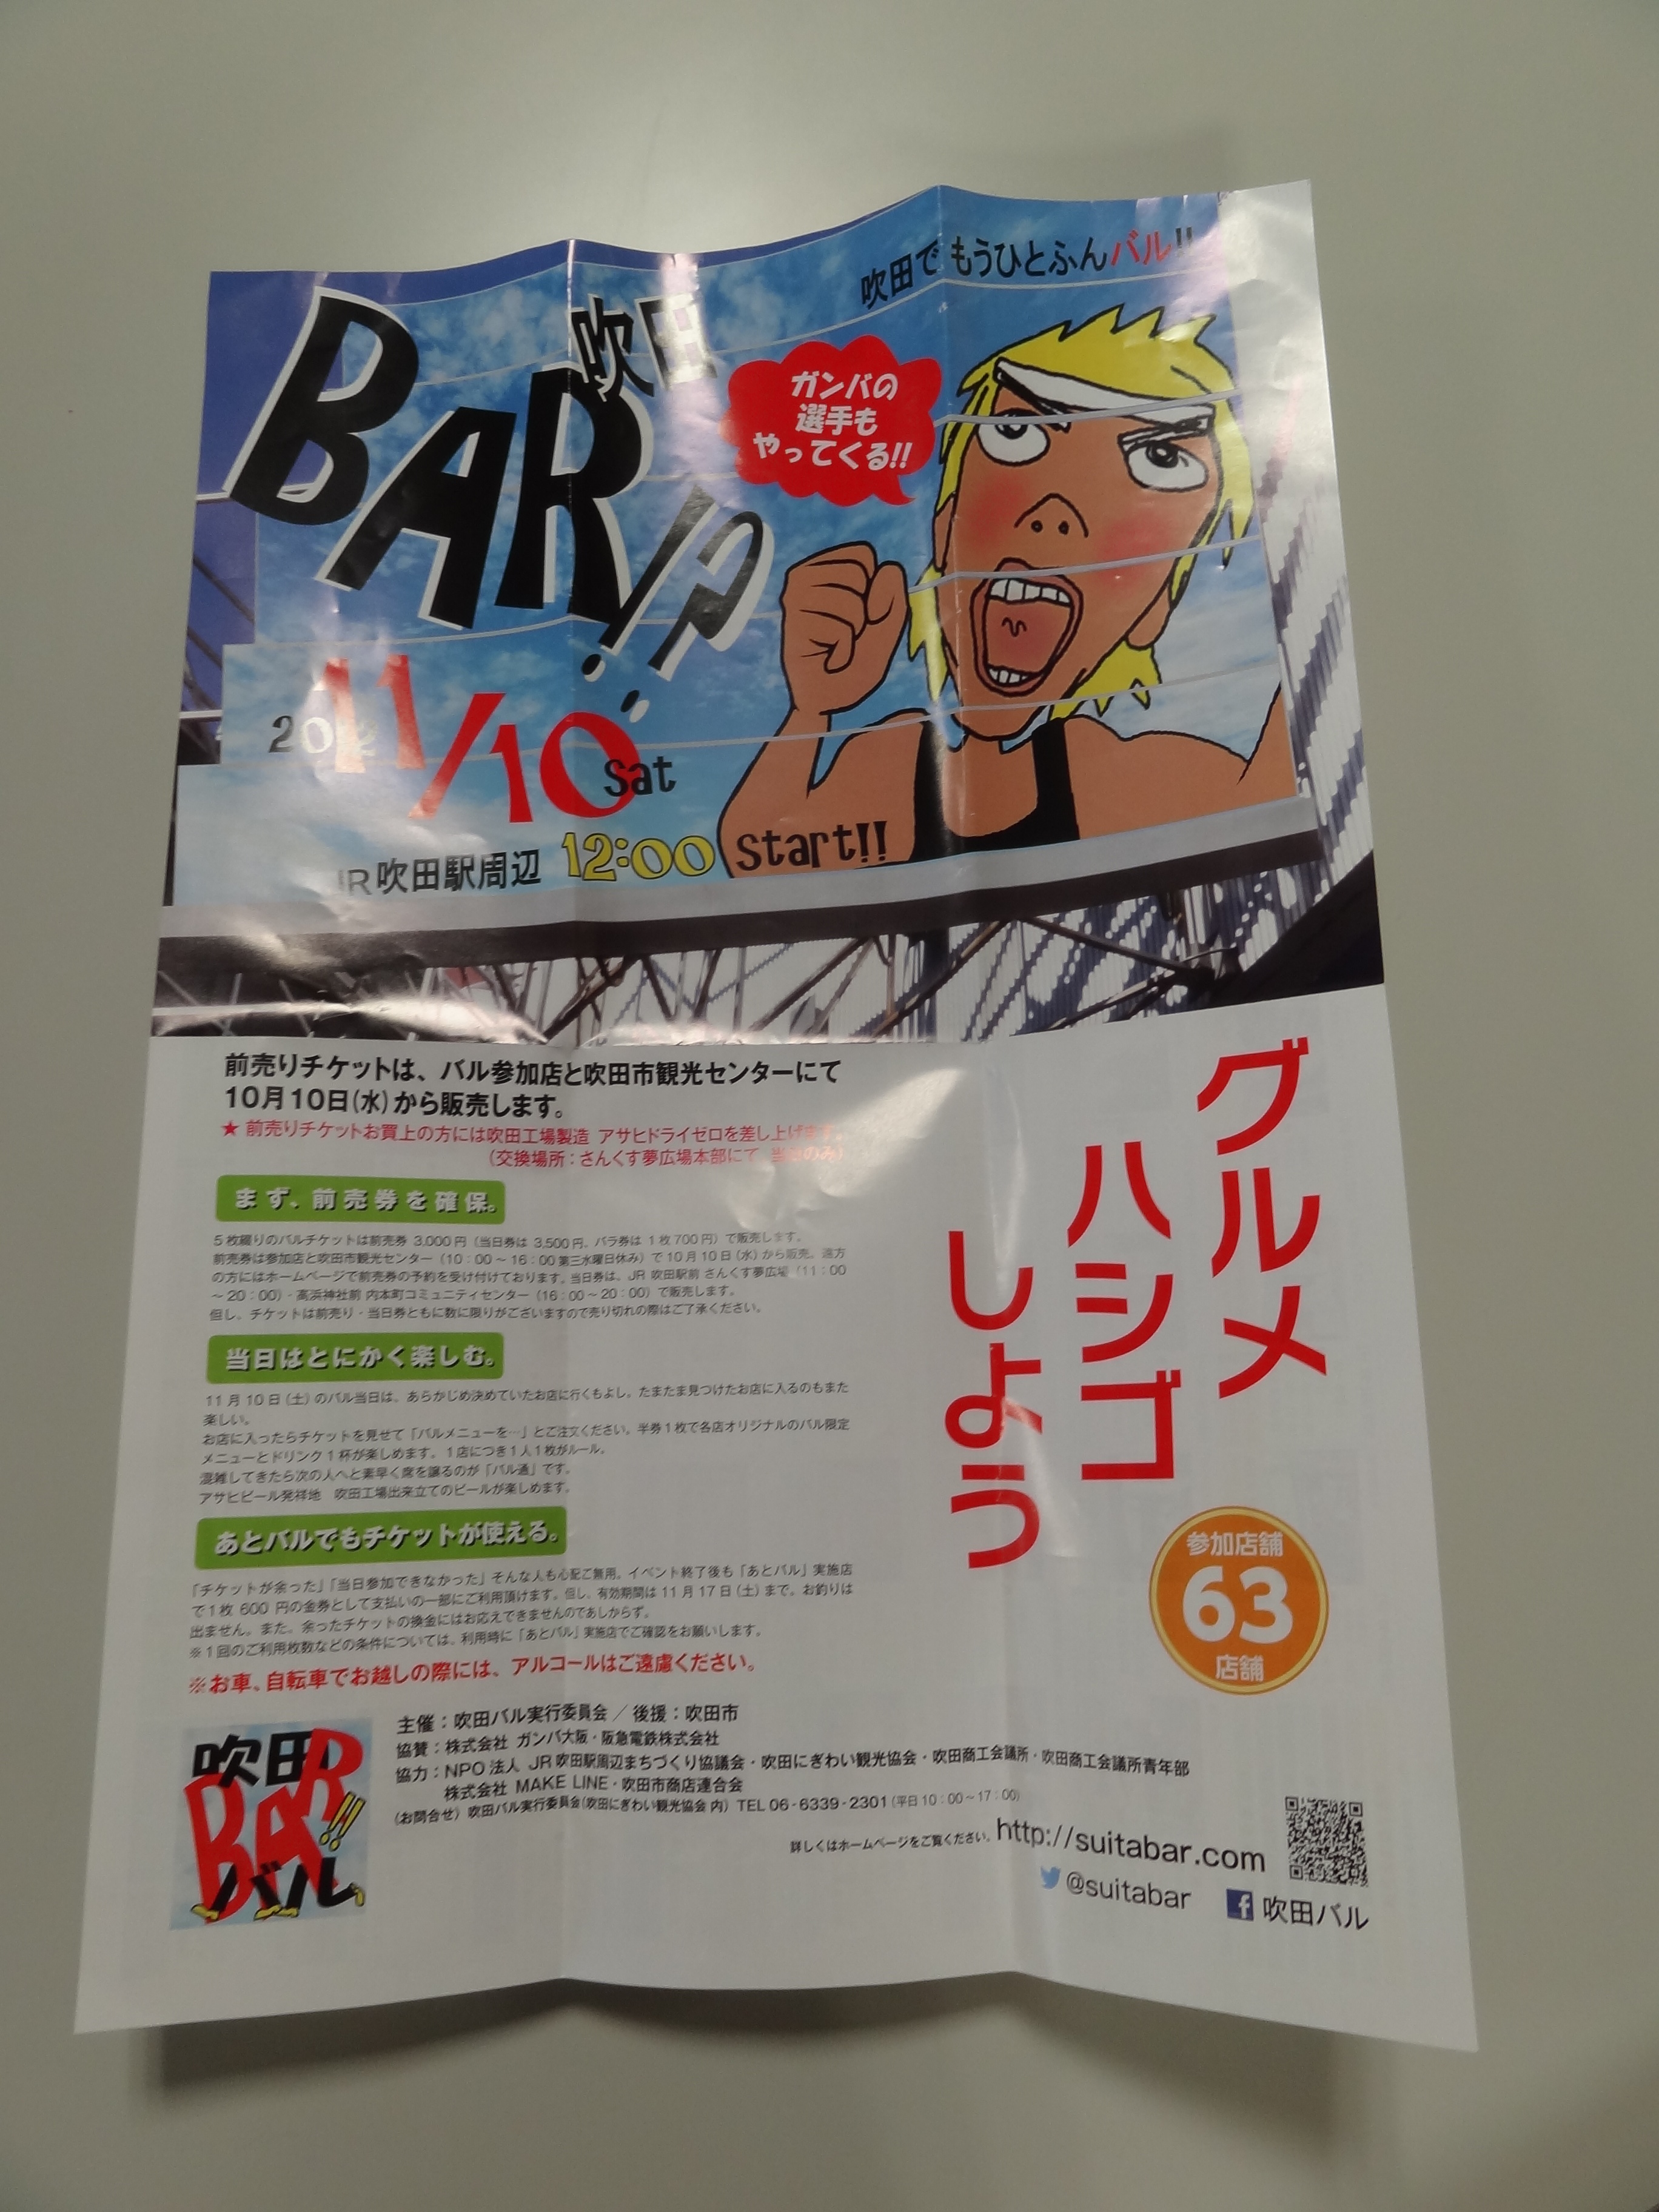 吹田でもうひとふんバル!!
吹田
BAR!?
ガンバの
選手も
やってくる!!
2012
11/10 Sat
JR吹田駅周辺 12:00 start!!
グルメ
ハシゴ
しよう
前売りチケットは、バル参加店と吹田市観光センターにて
10月10日(水)から販売します。
★前売りチケットお買上の方には吹田工場製造 アサヒドライゼロを差し上げます。
(交換場所:さんくす夢広場本部にて 当日のみ)
まず、前売券を確保。
5枚綴りのバルチケットは前売券 3,000円(当日券は 3,500円、バラ券は 1枚700円)で販売します。
前売券は参加店と吹田市観光センター(10:00~16:00 第三水曜日休み)で10月10日(水)から販売。遠方
の方にはホームページで前売券の予約を受け付けております。当日券は、JR 吹田駅前 さんくす夢広場(11:00
~20:00)・高浜神社前 内本町コミュニティセンター(16:00~20:00)で販売します。
但し、チケットは前売り・当日券ともに数に限りがございますので売り切れの際はご了承ください。
当日はとにかく楽しむ。
11月10日(土)のバル当日は、あらかじめ決めていたお店に行くもよし。たまたま見つけたお店に入るのもまた
楽しい。
お店に入ったらチケットを見せて「バルメニューを…」とご注文ください。半券1枚で各店オリジナルのバル限定
メニューとドリンク1杯が楽しめます。1店につき1人1枚がルール。
混雑してきたら次の人へと素早く席を譲るのが「バル通」です。
アサヒビール発祥地 吹田工場出来立てのビールが楽しめます。
あとバルでもチケットが使える。
「チケットが余った」「当日参加できなかった」そんな人も心配ご無用。イベント終了後も「あとバル」実施店
で1枚 600 円の金券として支払いの一部にご利用頂けます。但し、有効期間は11月17日(土)まで。お釣りは
出ません。また、余ったチケットの換金にはお応えできませんのであしからず。
※1回のご利用枚数などの条件については、利用時に「あとバル」実施店でご確認をお願いします。
※お車、自転車でお越しの際には、アルコールはご遠慮ください。
参加店舗
63
店舗
吹田
BAR!!
バル
主催:吹田バル実行委員会/後援:吹田市
協賛:株式会社 ガンバ大阪・阪急電鉄株式会社
協力:NPO法人 JR吹田駅周辺まちづくり協議会・吹田にぎわい観光協会・吹田商工会議所・吹田商工会議所青年部
株式会社 MAKE LINE・吹田市商店連合会
(お問合せ) 吹田バル実行委員会(吹田にぎわい観光協会 内) TEL 06-6339-2301 (平日10:00~17:00)
詳しくはホームページをご覧ください。http://suitabar.com
@suitabar f 吹田バル